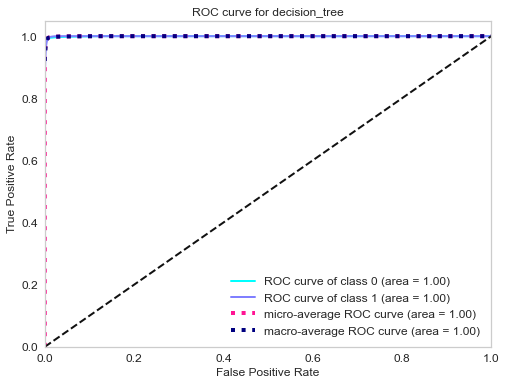 ROC curve for decision_tree
1.0
0.8
0.6
0.4
0.2
0.0
True Positive Rate
ROC curve of class 0 (area = 1.00)
ROC curve of class 1 (area = 1.00)
micro-average ROC curve (area = 1.00)
macro-average ROC curve (area = 1.00)
0.0 0.2 0.4 0.6 0.8 1.0
False Positive Rate